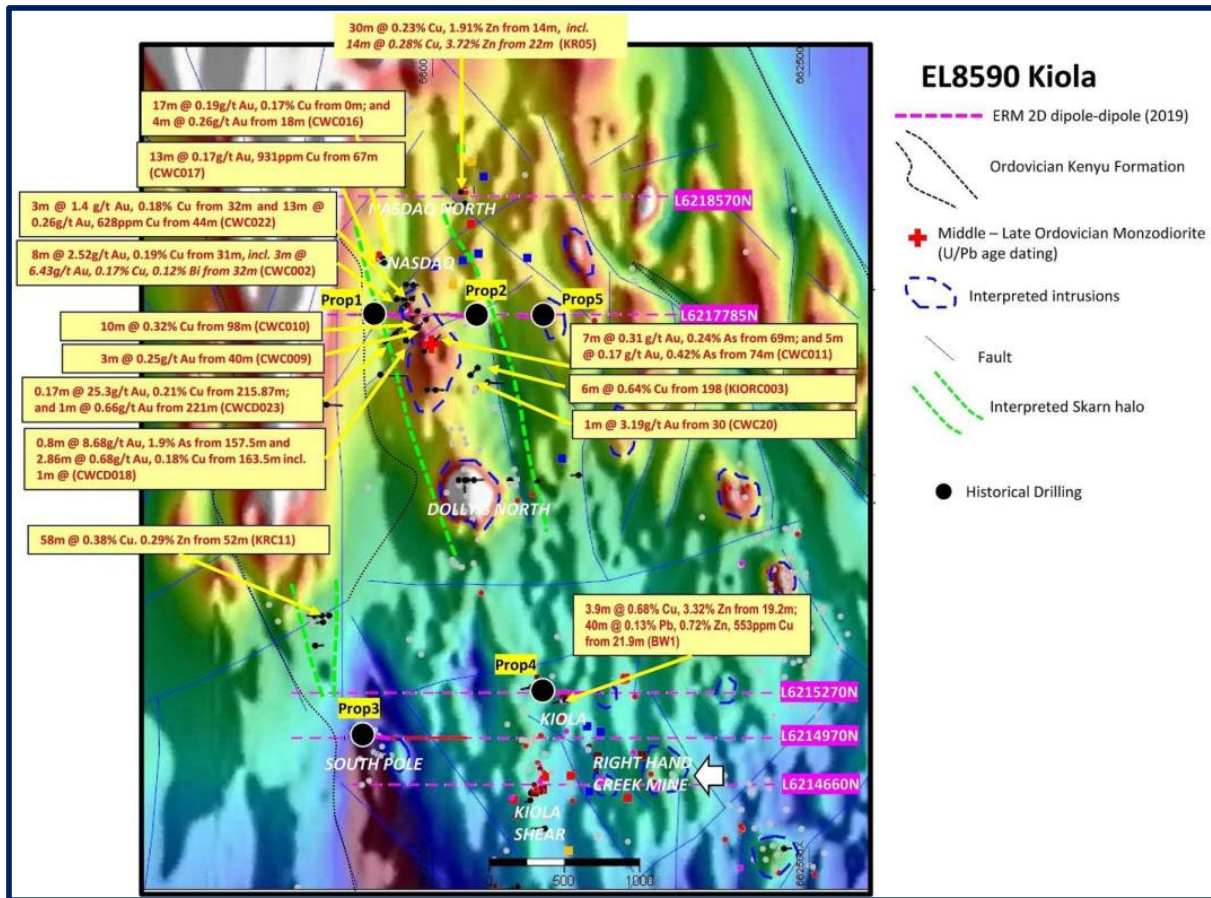 30m @ 0.23% Cu, 1.91% Zn from 14m, incl.
14m @ 0.28% Cu, 3.72% Zn from 22m (KR05)
17m @ 0.19g/t Au, 0.17% Cu from 0m; and
4m @ 0.26g/t Au from 18m (CWC016)
13m @ 0.17g/t Au, 931ppm Cu from 67m
(CWC017)
3m @ 1.4 g/t Au, 0.18% Cu from 32m and 13m @
0.26g/t Au, 628ppm Cu from 44m (CWC022)
8m @ 2.52g/t Au, 0.19% Cu from 31m, incl. 3m @
6.43g/t Au, 0.17% Cu, 0.12% Bi from 32m (CWC002)
10m @ 0.32% Cu from 98m (CWC010)
3m @ 0.25g/t Au from 40m (CWC009)
0.17m @ 25.3g/t Au, 0.21% Cu from 215.87m;
and 1m @ 0.66g/t Au from 221m (CWCD023)
0.8m @ 8.68g/t Au, 1.9% As from 157.5m and
2.86m @ 0.68g/t Au, 0.18% Cu from 163.5m incl.
1m @ (CWCD018)
58m @ 0.38% Cu. 0.29% Zn from 52m (KRC11)
7m @ 0.31 g/t Au, 0.24% As from 69m; and 5m
@ 0.17 g/t Au, 0.42% As from 74m (CWC011)
6m @ 0.64% Cu from 198 (KIORC003)
1m @ 3.19g/t Au from 30 (CWC20)
3.9m @ 0.68% Cu, 3.32% Zn from 19.2m;
40m @ 0.13% Pb, 0.72% Zn, 553ppm Cu
from 21.9m (BW1)
662500
NASDAQ NORTH
L6218570N
NASDAQ
Prop1
Prop2
Prop5
L6217785N
DOLLY'S NORTH
Prop4
L6215270N
KIOLA
Prop3
L6214970N
SOUTH POLE
RIGHT HAND
CREEK MINE
L6214660N
KIOLA
SHEAR
0 500 1000
EL8590 Kiola
ERM 2D dipole-dipole (2019)
Ordovician Kenyu Formation
Middle – Late Ordovician Monzodiorite
(U/Pb age dating)
Interpreted intrusions
Fault
Interpreted Skarn halo
Historical Drilling